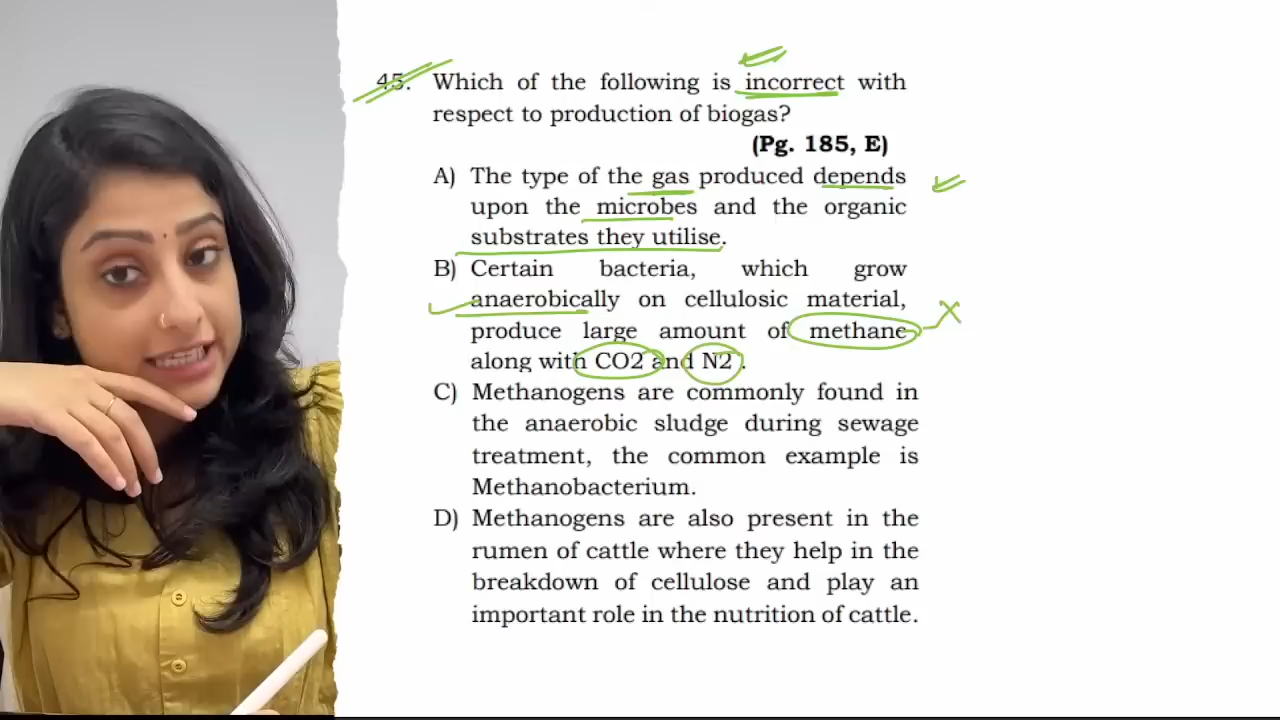 45. Which of the following is incorrect with
respect to production of biogas?
(Pg. 185, E)
A) The type of the gas produced depends
upon the microbes and the organic
substrates they utilise.
B) Certain bacteria, which grow
anaerobically on cellulosic material,
produce large amount of methane
along with CO2 and N2 .
C) Methanogens are commonly found in
the anaerobic sludge during sewage
treatment, the common example is
Methanobacterium.
D) Methanogens are also present in the
rumen of cattle where they help in the
breakdown of cellulose and play an
important role in the nutrition of cattle.